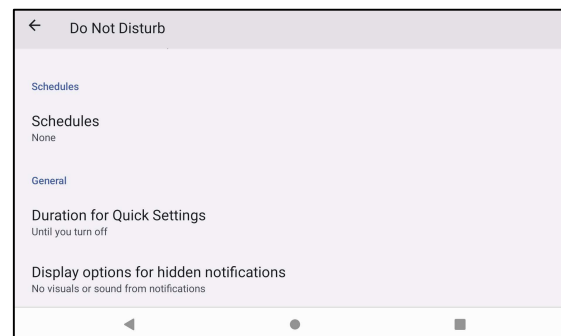 Do Not Disturb
Schedules
Schedules
None
General
Duration for Quick Settings
Until you turn off
Display options for hidden notifications
No visuals or sound from notifications